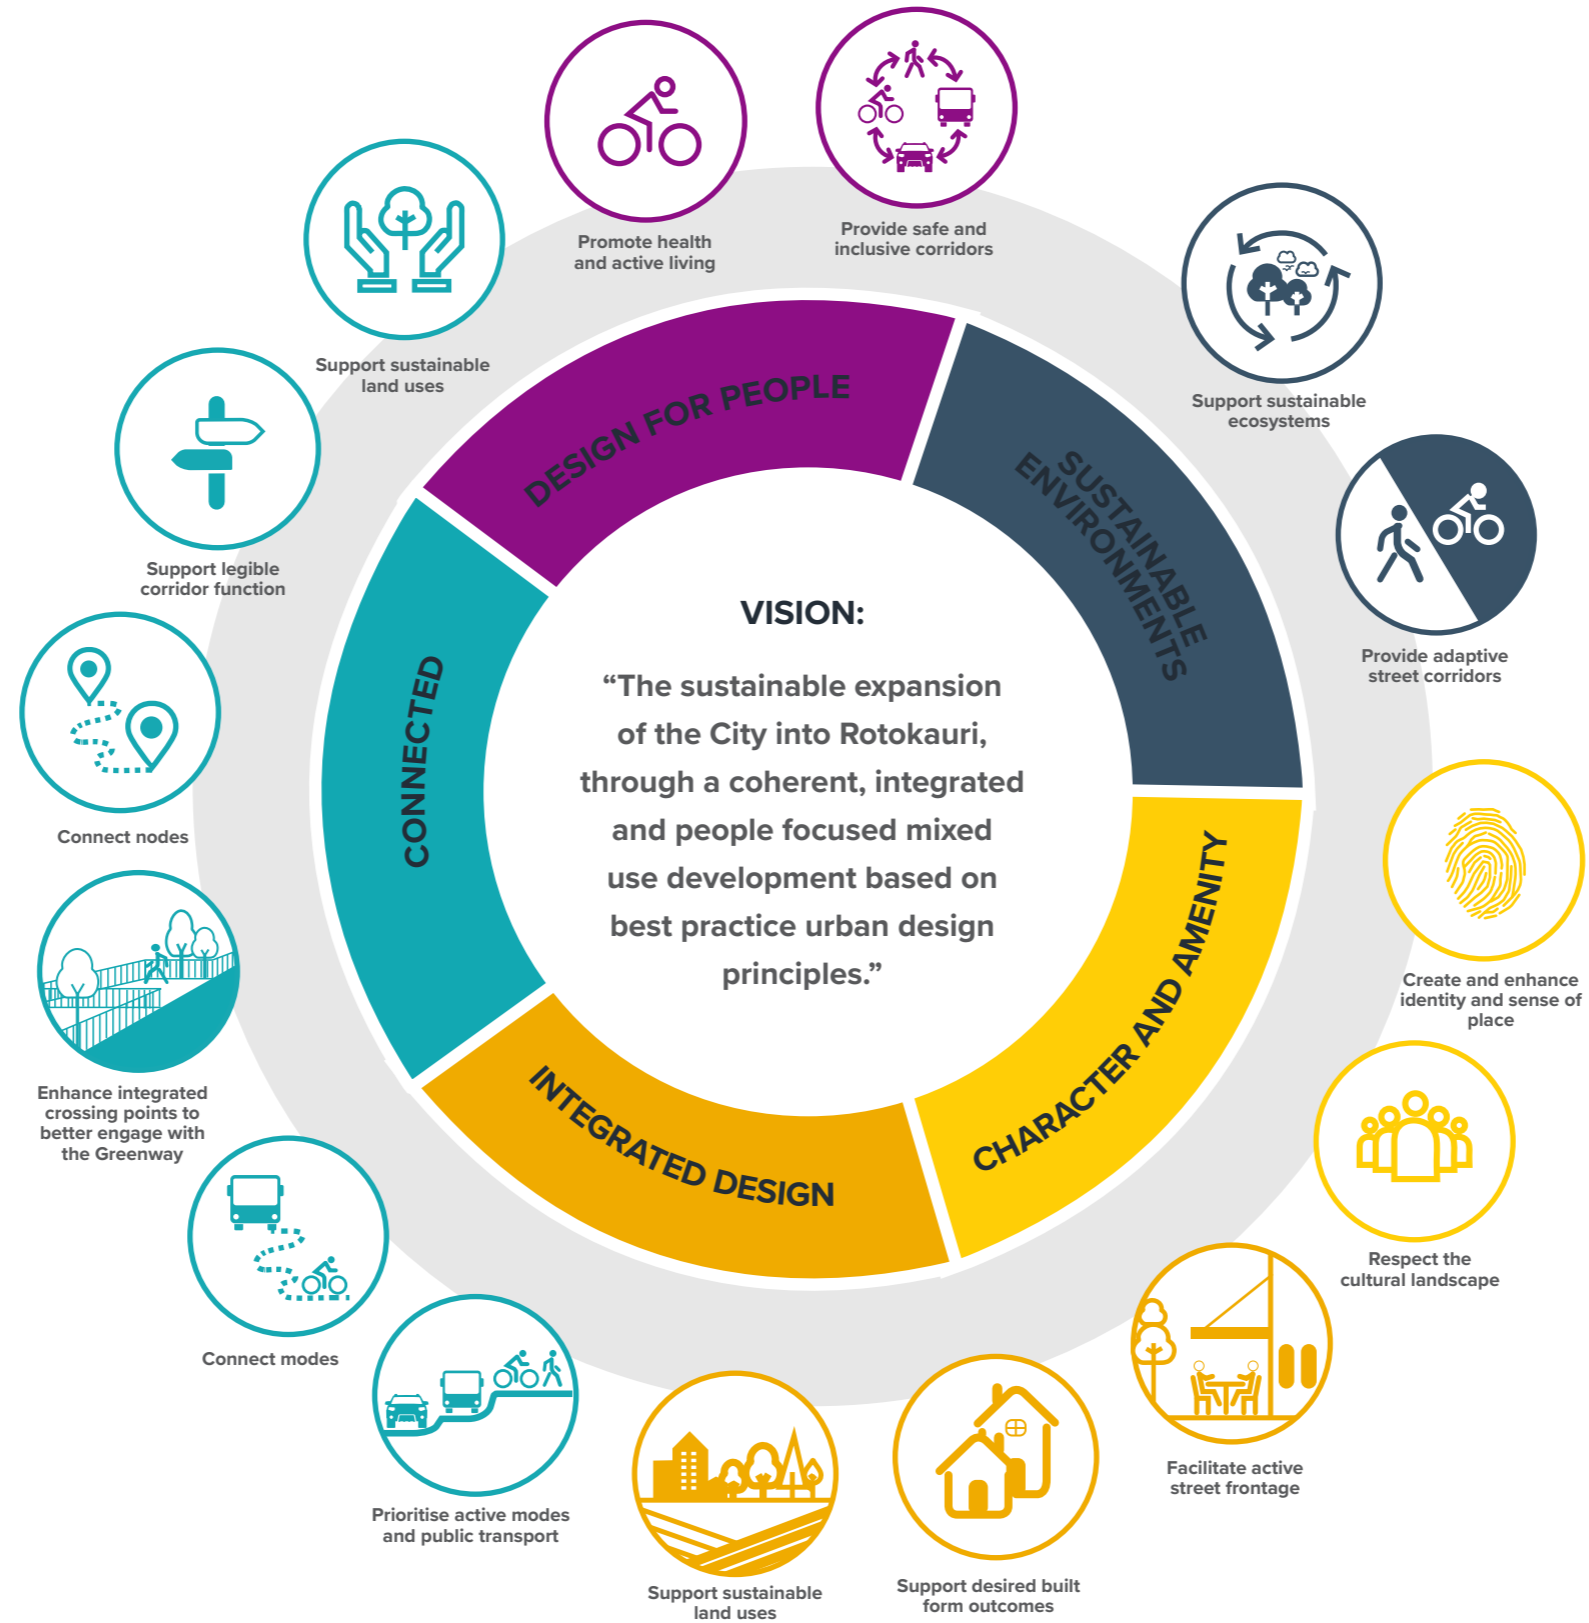 Promote health
and active living
Provide safe and
inclusive corridors
Support sustainable
ecosystems
Provide adaptive
street corridors
Create and enhance
identity and sense of
place
Respect the
cultural landscape
Facilitate active
street frontage
Support desired built
form outcomes
Support sustainable
land uses
Prioritise active modes
and public transport
Connect modes
Enhance integrated
crossing points to
better engage with
the Greenway
Connect nodes
Support legible
corridor function
Support sustainable
land uses
DESIGN FOR PEOPLE
SUSTAINABLE
ENVIRONMENTS
CHARACTER AND AMENITY
INTEGRATED DESIGN
CONNECTED
VISION:
“The sustainable expansion
of the City into Rotokauri,
through a coherent, integrated
and people focused mixed
use development based on
best practice urban design
principles.”